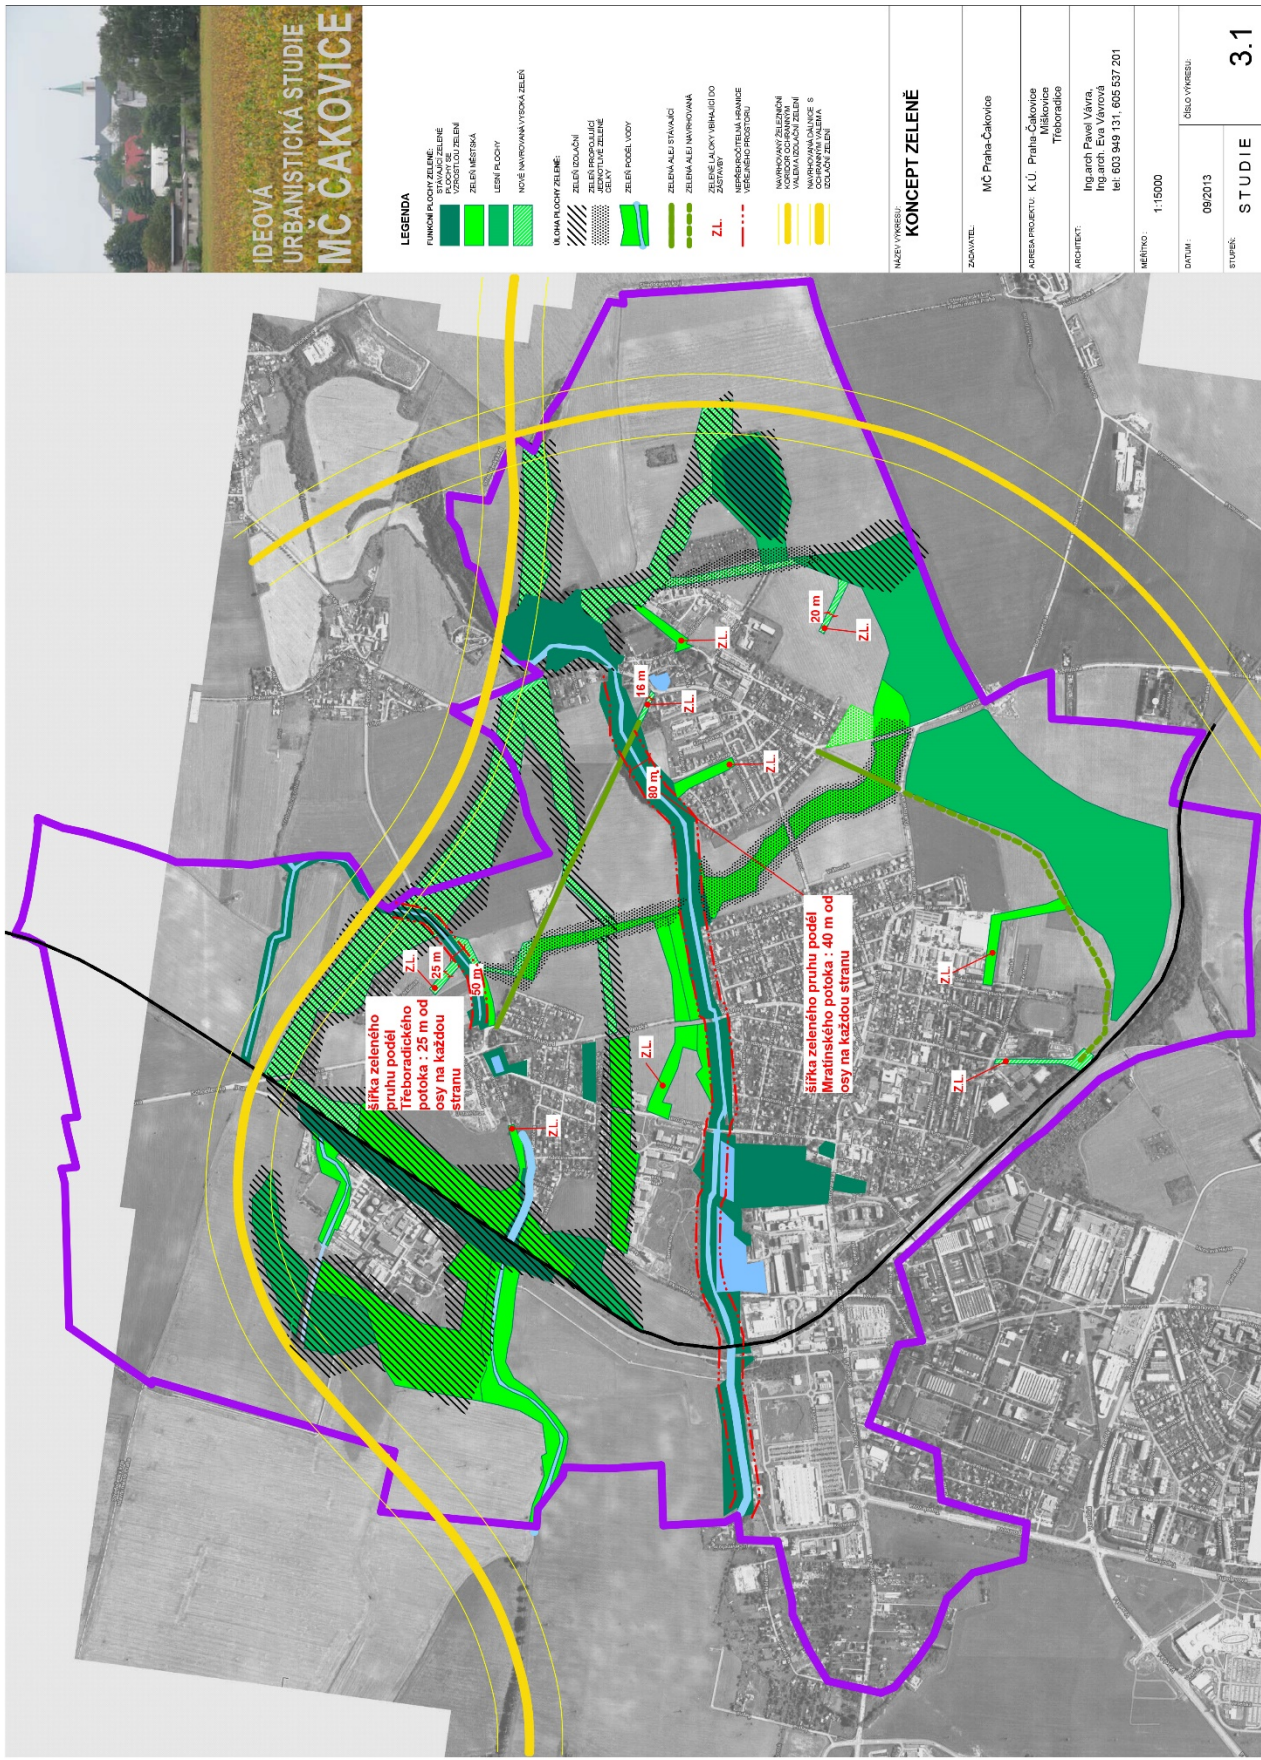 IDEOVÁ
URBANISTICKÁ STUDIE
MČ ČAKOVICE
LEGENDA
FUNKČNÍ PLOCHY ZELENĚ:
STÁVAJÍCÍ ZELENÉ
PLOCHY SE
VZROSTLOU ZELENÍ
ZELEŇ MĚSTSKÁ
LESNÍ PLOCHY
NOVĚ NAVRHOVANÁ VYSOKÁ ZELEŇ
ÚLOHA PLOCHY ZELENĚ:
ZELEŇ IZOLAČNÍ
ZELEŇ PROPOJUJÍCÍ
JEDNOTLIVÉ ZELENÉ
CELKY
ZELEŇ PODÉL VODY
ZELENÁ ALEJ STÁVAJÍCÍ
ZELENÁ ALEJ NAVRHOVANÁ
Z.L.
ZELENÉ LALOKY VBÍHAJÍCÍ DO
ZÁSTAVBY
NEPŘEKROČITELNÁ HRANICE
VEŘEJNÉHO PROSTORU
NAVRHOVANÝ ŽELEZNIČNÍ
KORIDOR S OCHRANNÝM
VALEM A IZOLAČNÍ ZELENÍ
NAVRHOVANÁ DÁLNICE S
OCHRANNÝM VALEM A
IZOLAČNÍ ZELENÍ
NÁZEV VÝKRESU:
KONCEPT ZELENĚ
ZADAVATEL:
MČ Praha-Čakovice
ADRESA PROJEKTU: K.Ú. Praha-Čakovice
Miškovice
Třeboradice
ARCHITEKT:
Ing.arch Pavel Vávra,
Ing.arch. Eva Vávrová
tel: 603 949 131, 605 537 201
MĚŘÍTKO :
1:15000
DATUM :
09/2013
ČÍSLO VÝKRESU:
STUPEŇ:
STUDIE
3.1
Z.L.
25 m
50 m
šířka zeleného
pruhu podél
Třeboradického
potoka : 25 m od
osy na každou
stranu
Z.L.
Z.L.
16 m
Z.L.
Z.L.
80 m
Z.L.
20 m
Z.L.
šířka zeleného pruhu podél
Mratínského potoka : 40 m od
osy na každou stranu
Z.L.
Z.L.